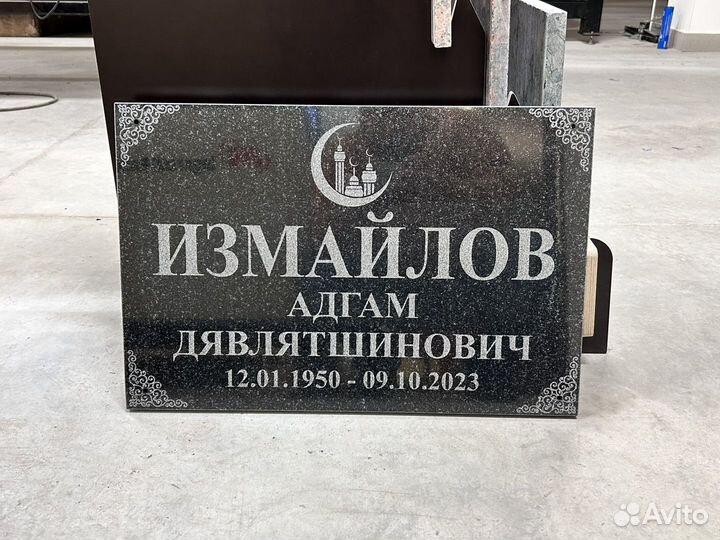 ИЗМАЙЛОВ
АДГАМ
ДЯВЛЯТШИНОВИЧ
12.01.1950 - 09.10.2023
Avito